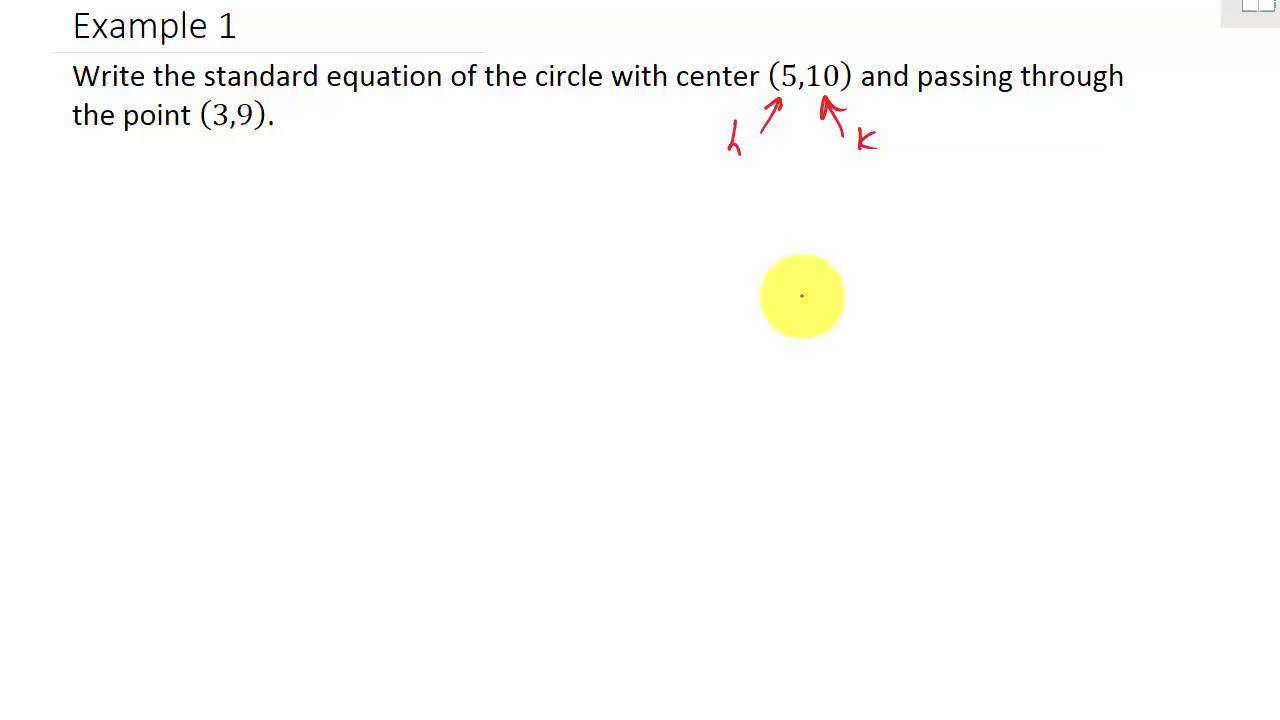 Example 1
Write the standard equation of the circle with center (5,10) and passing through
the point (3,9).
h
k